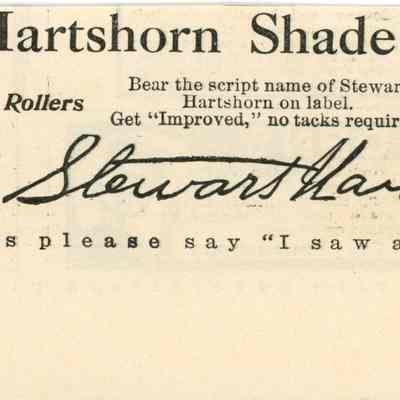 Hartshorn Shade
Rollers
Bear the script name of Stewar
Hartshorn on label.
Get "Improved," no tacks requir
Stewart Har
s please say "I saw a